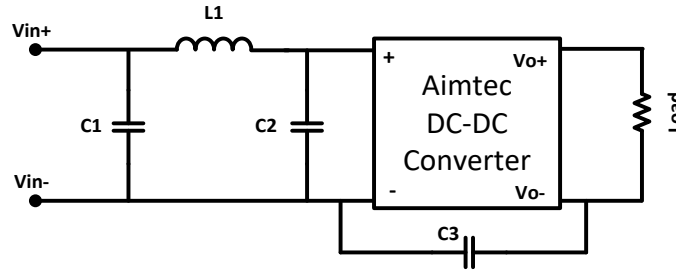 L1
Vin+
+
Vo+
Aimtec
DC-DC
Converter
C1
C2
Load
Vin-
-
Vo-
C3